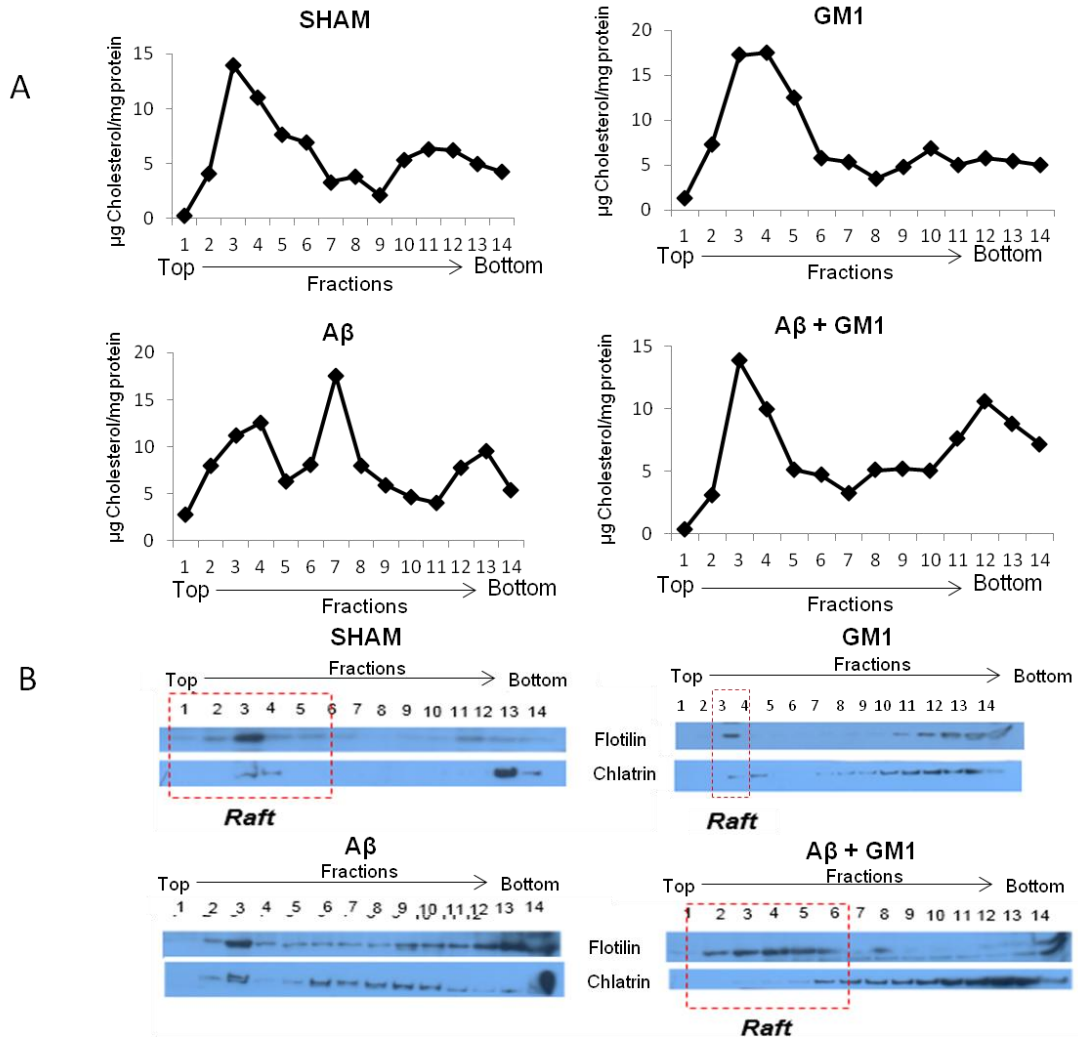 A
SHAM
µg Cholesterol/mg protein
15
10
5
0
1 2 3 4 5 6 7 8 9 10 11 12 13 14
Top Bottom
Fractions
GM1
µg Cholesterol/mg protein
20
15
10
5
0
1 2 3 4 5 6 7 8 9 10 11 12 13 14
Top Bottom
Fractions
Aβ
µg Cholesterol/mg protein
20
15
10
5
0
1 2 3 4 5 6 7 8 9 10 11 12 13 14
Top Bottom
Fractions
Aβ + GM1
µg Cholesterol/mg protein
15
10
5
0
1 2 3 4 5 6 7 8 9 10 11 12 13 14
Top Bottom
Fractions
B
SHAM
Fractions
Top Bottom
1 2 3 4 5 6 7 8 9 10 11 12 13 14
Raft
GM1
Fractions
Top Bottom
1 2 3 4 5 6 7 8 9 10 11 12 13 14
Flotilin
Chlatrin
Raft
Aβ
Fractions
Top Bottom
1 2 3 4 5 6 7 8 9 10 11 12 13 14
Aβ + GM1
Fractions
Top Bottom
1 2 3 4 5 6 7 8 9 10 11 12 13 14
Flotilin
Chlatrin
Raft